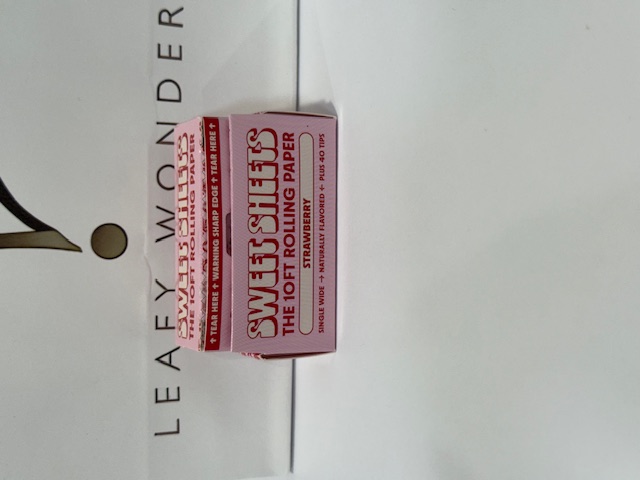 LEAFY WONDER
SWEET SHEETS
THE 10FT ROLLING PAPER
↑ TEAR HERE ↑ WARNING SHARP EDGE ↑ TEAR HERE ↑
SWEET SHEETS
THE 10FT ROLLING PAPER
STRAWBERRY
SINGLE WIDE → NATURALLY FLAVORED ← PLUS 40 TIPS